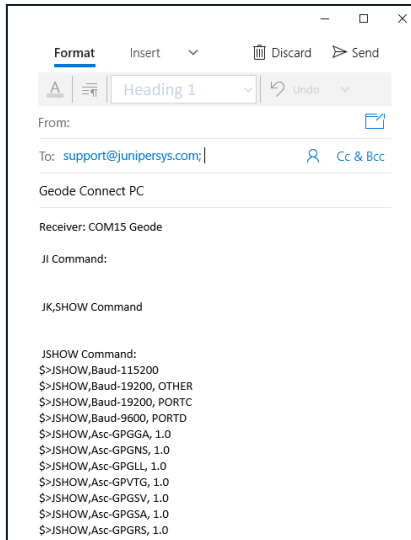 Format Insert Discard Send
A Heading 1 Undo
From:
To: support@junipersys.com; Cc & Bcc
Geode Connect PC
Receiver: COM15 Geode
JI Command:
JK,SHOW Command
JSHOW Command:
$>JSHOW,Baud-115200
$>JSHOW,Baud-19200, OTHER
$>JSHOW,Baud-19200, PORTC
$>JSHOW,Baud-9600, PORTD
$>JSHOW,Asc-GPGGA, 1.0
$>JSHOW,Asc-GPGNS, 1.0
$>JSHOW,Asc-GPGLL, 1.0
$>JSHOW,Asc-GPVTG, 1.0
$>JSHOW,Asc-GPGSV, 1.0
$>JSHOW,Asc-GPGSA, 1.0
$>JSHOW,Asc-GPGRS, 1.0